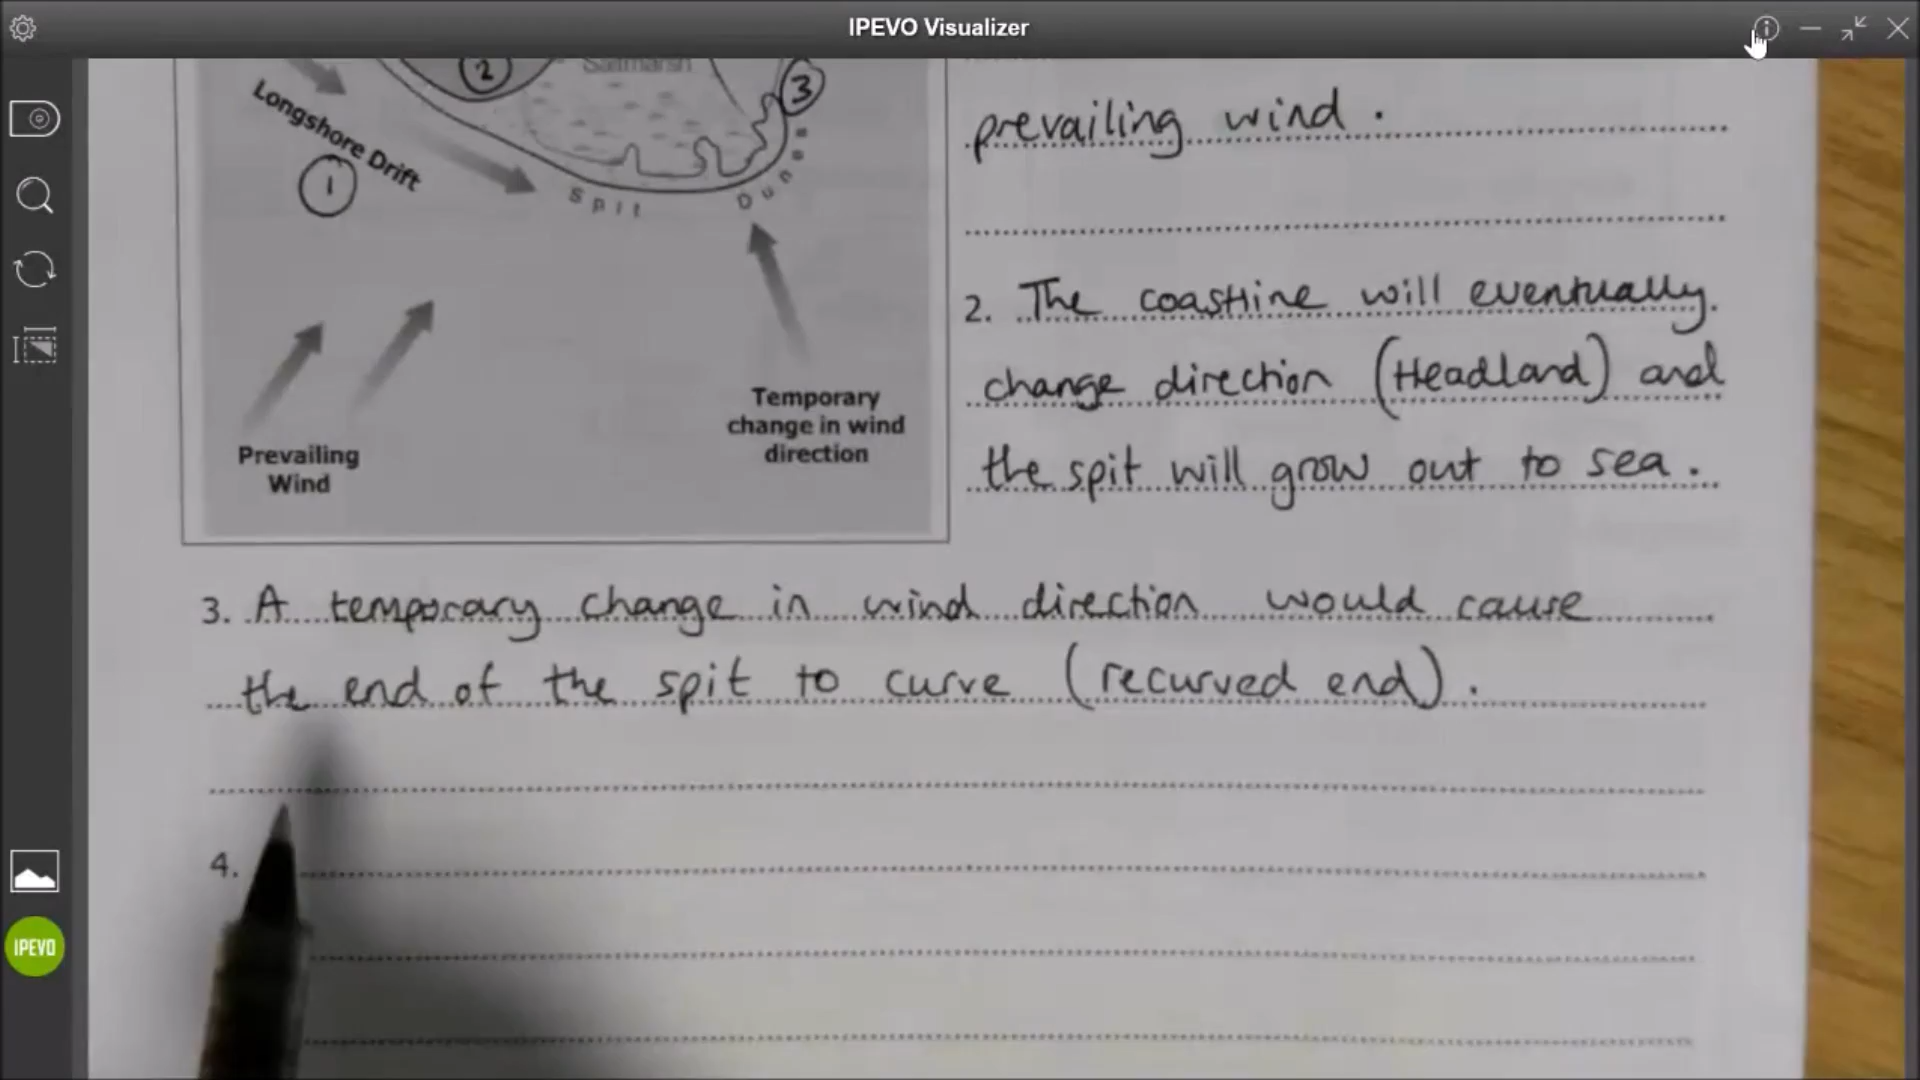 IPEVO Visualizer
2
Saltmarsh
3
Longshore Drift
1
Spit
Dunes
Temporary
change in wind
direction
Prevailing
Wind
prevailing wind.
2. The coastline will eventually
change direction (Headland) and
the spit will grow out to sea.
3. A temporary change in wind direction would cause
the end of the spit to curve (recurved end).
4.
IPEVO